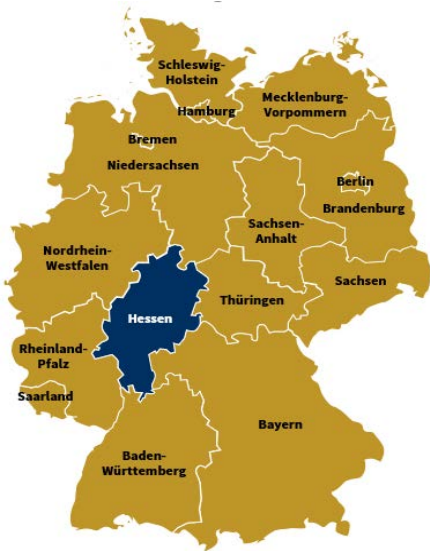 Schleswig-
Holstein
Mecklenburg-
Vorpommern
Hamburg
Bremen
Niedersachsen
Berlin
Brandenburg
Sachsen-
Anhalt
Nordrhein-
Westfalen
Sachsen
Thüringen
Hessen
Rheinland-
Pfalz
Saarland
Bayern
Baden-
Württemberg